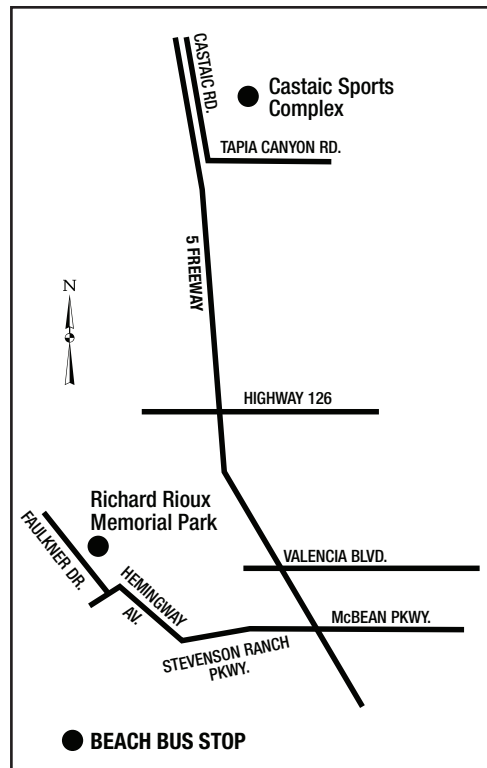 CASTAIC RD.
Castaic Sports
Complex
TAPIA CANYON RD.
5 FREEWAY
N
HIGHWAY 126
Richard Rioux
Memorial Park
FAULKNER DR.
HEMINGWAY
AV.
VALENCIA BLVD.
McBEAN PKWY.
STEVENSON RANCH
PKWY.
BEACH BUS STOP